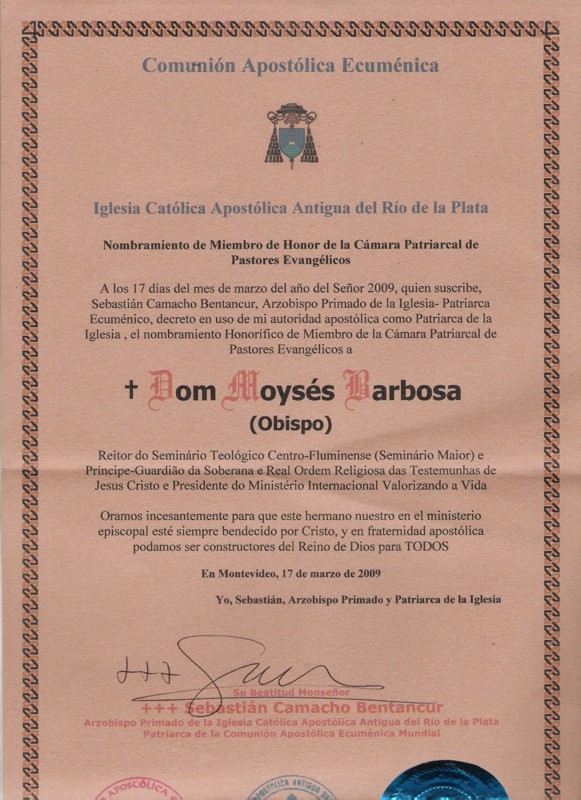 Comunión Apostólica Ecuménica
Iglesia Católica Apostólica Antigua del Río de la Plata
Nombramiento de Miembro de Honor de la Cámara Patriarcal de
Pastores Evangélicos
A los 17 días del mes de marzo del año del Señor 2009, quien suscribe,
Sebastián Camacho Bentancur, Arzobispo Primado de la Iglesia- Patriarca
Ecuménico, decreto en uso de mi autoridad apostólica como Patriarca de la
Iglesia , el nombramiento Honorífico de Miembro de la Cámara Patriarcal de
Pastores Evangélicos a
✝ Dom Moysés Barbosa
(Obispo)
Reitor do Seminário Teológico Centro-Fluminense (Seminário Maior) e
Príncipe-Guardião da Soberana e Real Ordem Religiosa das Testemunhas de
Jesus Cristo e Presidente do Ministério Internacional Valorizando a Vida
Oramos incesantemente para que este hermano nuestro en el ministerio
episcopal esté siempre bendecido por Cristo, y en fraternidad apostólica
podamos ser constructores del Reino de Dios para TODOS
En Montevideo, 17 de marzo de 2009
Yo, Sebastián, Arzobispo Primado y Patriarca de la Iglesia
Su Beatitud Monseñor
+++ Sebastián Camacho Bentancur
Arzobispo Primado de la Iglesia Católica Apostólica Antigua del Río de la Plata
Patriarca de la Comunión Apostólica Ecuménica Mundial
APOSTÓLICA
APOSTÓLICA ANTIGUA